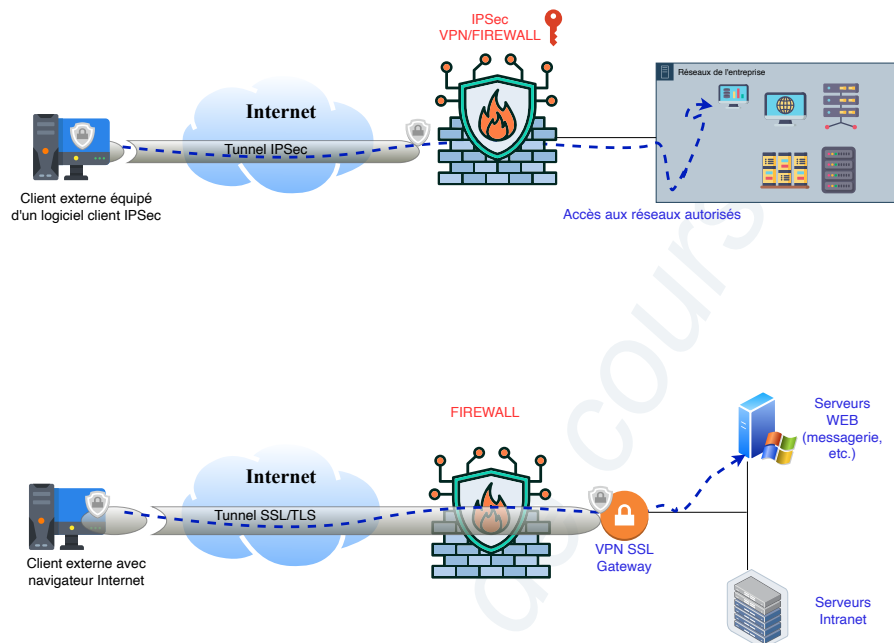 IPSec
VPN/FIREWALL
Réseaux de l'entreprise
Internet
Tunnel IPSec
Client externe équipé
d'un logiciel client IPSec
Accès aux réseaux autorisés
de cours
FIREWALL
Serveurs
WEB
(messagerie,
etc.)
Internet
Tunnel SSL/TLS
Client externe avec
navigateur Internet
VPN SSL
Gateway
Serveurs
Intranet